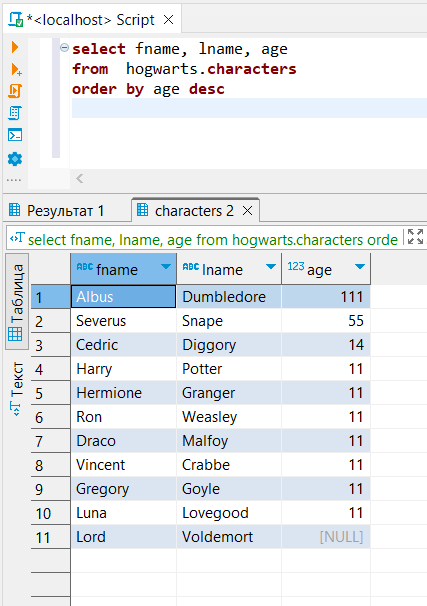 *<localhost> Script
select fname, lname, age
from  hogwarts.characters
order by age desc
Результат 1
characters 2
select fname, lname, age from hogwarts.characters orde
Таблица
Текст
ABC fname ABC lname 123 age
1 Albus Dumbledore 111
2 Severus Snape 55
3 Cedric Diggory 14
4 Harry Potter 11
5 Hermione Granger 11
6 Ron Weasley 11
7 Draco Malfoy 11
8 Vincent Crabbe 11
9 Gregory Goyle 11
10 Luna Lovegood 11
11 Lord Voldemort [NULL]